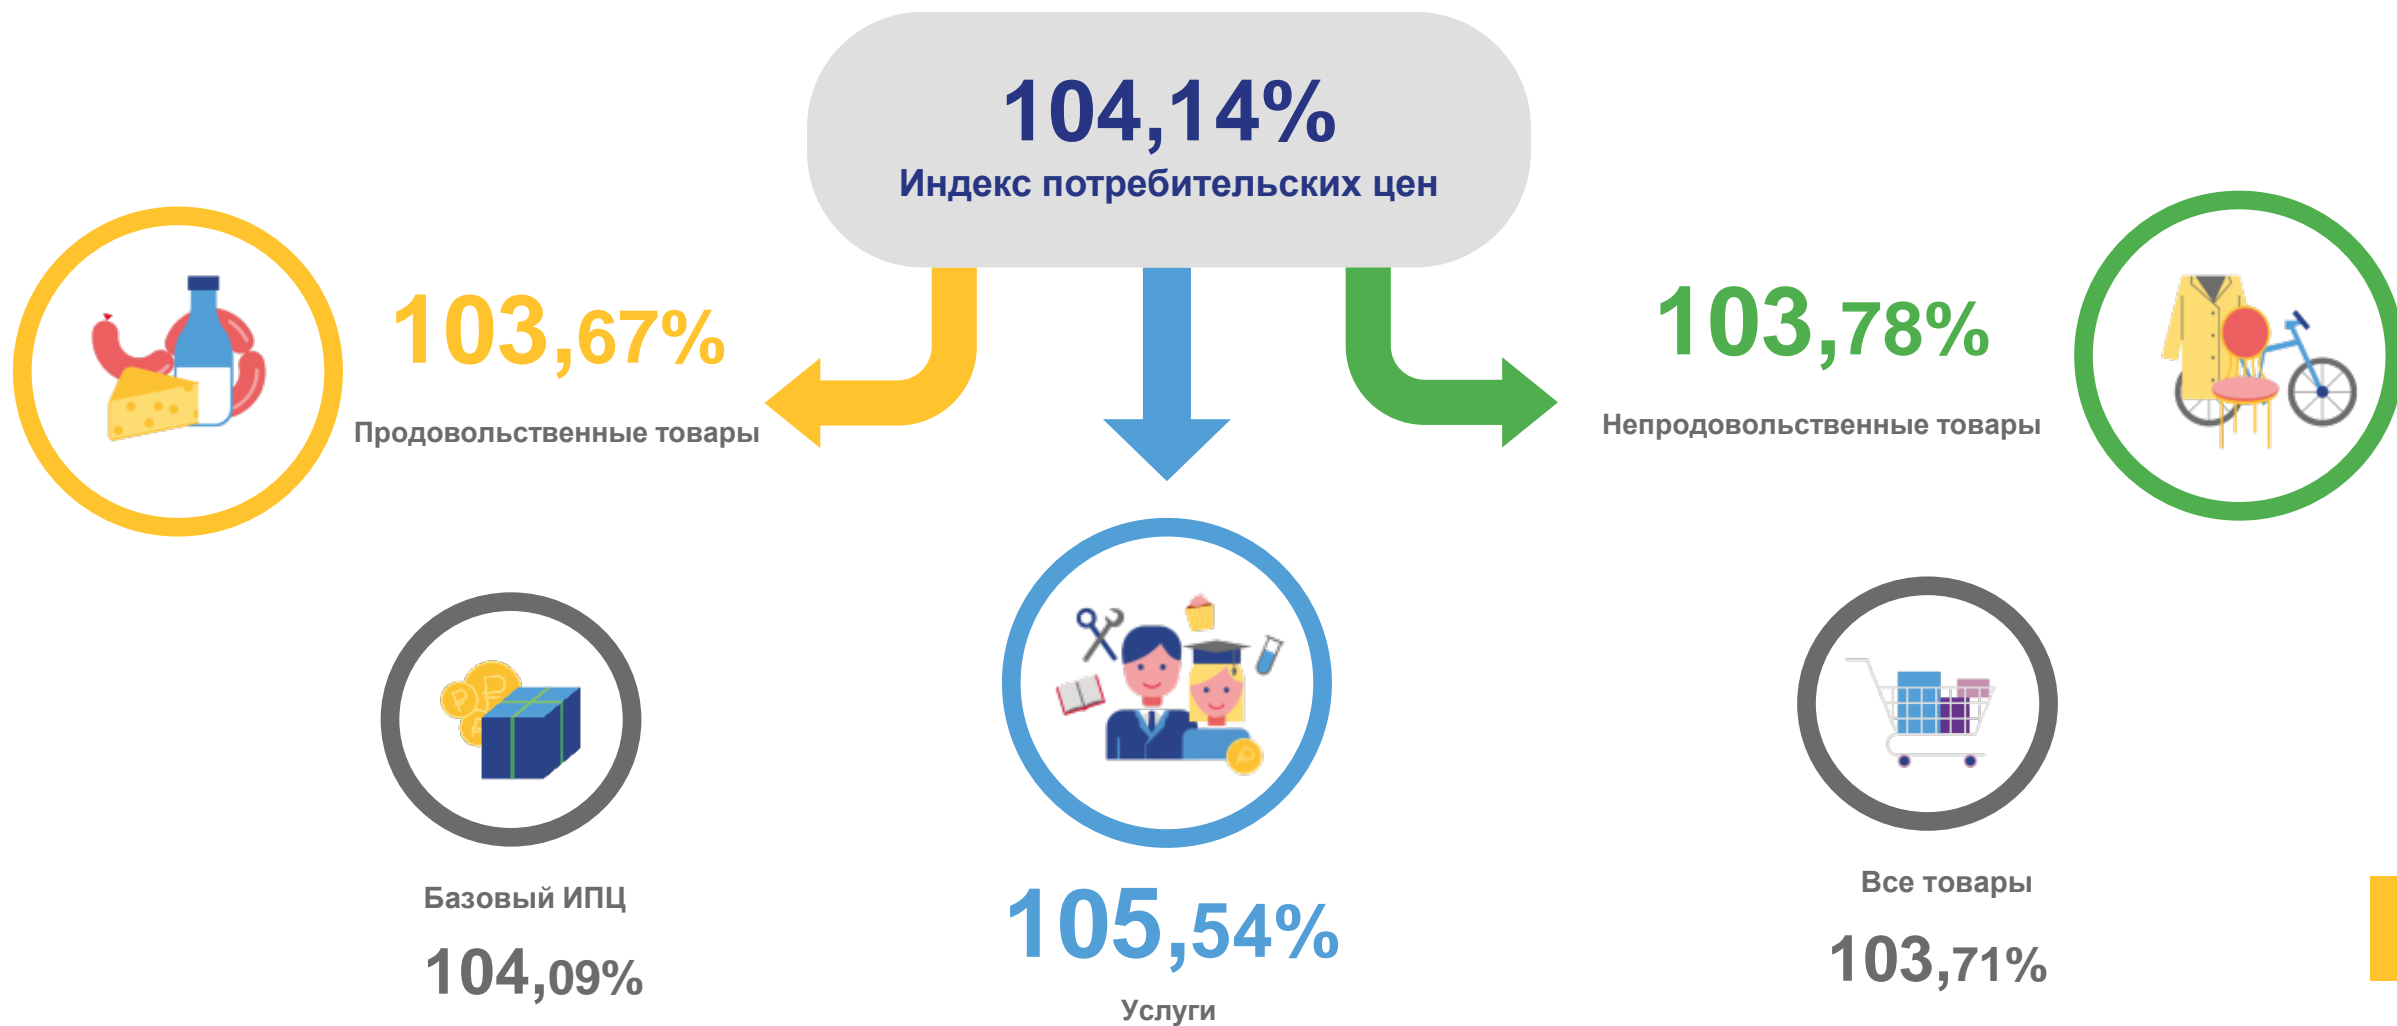 104,14%
Индекс потребительских цен
103,67%
Продовольственные товары
103,78%
Непродовольственные товары
Базовый ИПЦ
104,09%
105,54%
Услуги
Все товары
103,71%